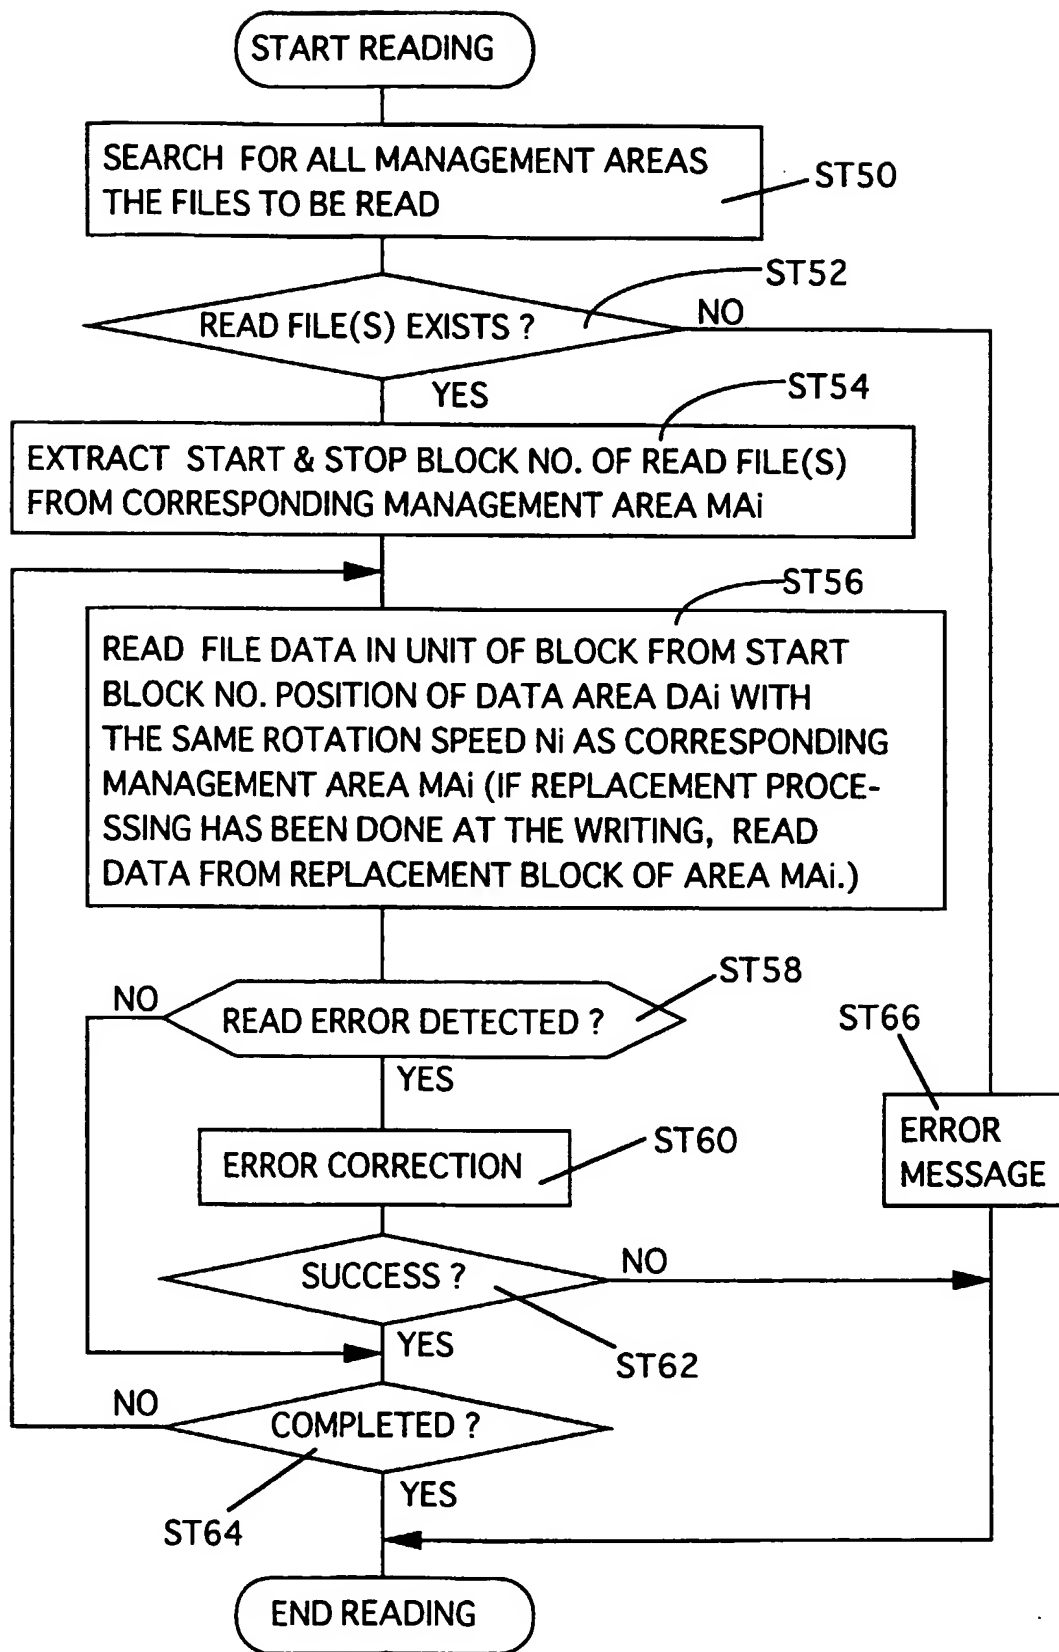 START READING
SEARCH FOR ALL MANAGEMENT AREAS
THE FILES TO BE READ
ST50
ST52
READ FILE(S) EXISTS ?
NO
YES
ST54
EXTRACT START & STOP BLOCK NO. OF READ FILE(S)
FROM CORRESPONDING MANAGEMENT AREA MAi
ST56
READ FILE DATA IN UNIT OF BLOCK FROM START
BLOCK NO. POSITION OF DATA AREA DAi WITH
THE SAME ROTATION SPEED Ni AS CORRESPONDING
MANAGEMENT AREA MAi (IF REPLACEMENT PROCE-
SSING HAS BEEN DONE AT THE WRITING, READ
DATA FROM REPLACEMENT BLOCK OF AREA MAi.)
ST58
NO
READ ERROR DETECTED ?
YES
ST66
ERROR
MESSAGE
ST60
ERROR CORRECTION
SUCCESS ?
NO
YES
ST62
NO
COMPLETED ?
YES
ST64
END READING